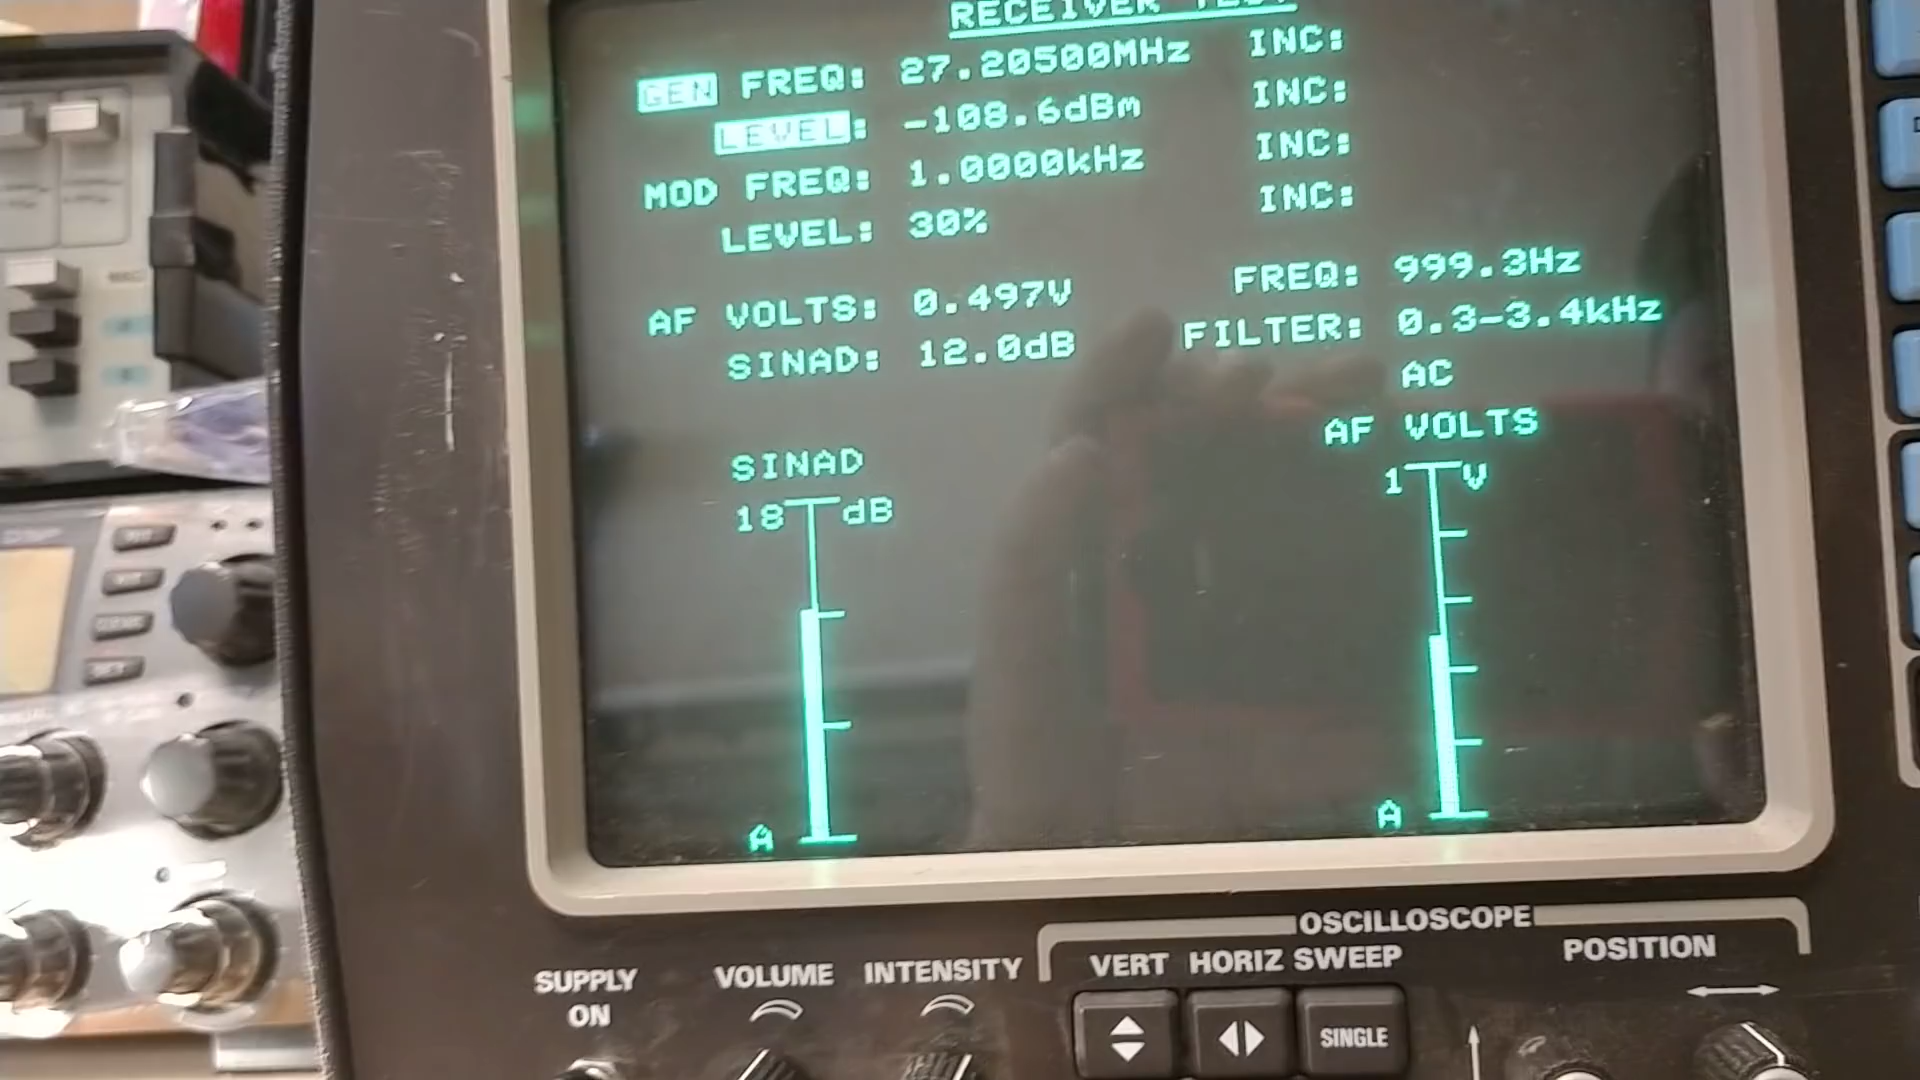 RECEIVER TEST
GEN FREQ: 27.20500MHz INC:
LEVEL: -108.6dBm INC:
MOD FREQ: 1.0000kHz INC:
LEVEL: 30% INC:
AF VOLTS: 0.497V FREQ: 999.3Hz
SINAD: 12.0dB FILTER: 0.3-3.4kHz
AC
SINAD AF VOLTS
18 dB 1 V
A A
OSCILLOSCOPE
SUPPLY ON VOLUME INTENSITY VERT HORIZ SWEEP POSITION
SINGLE